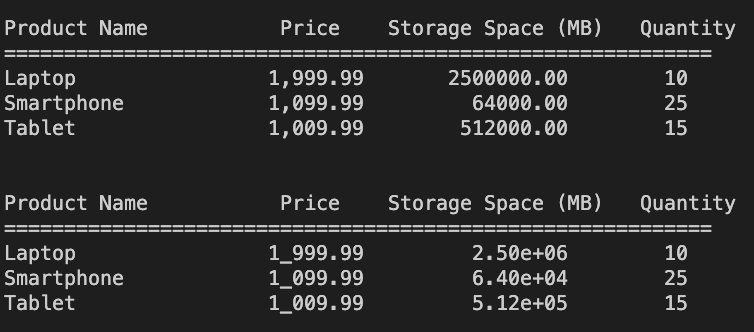 Product Name           Price    Storage Space (MB)   Quantity
===========================================================
Laptop                1,999.99       2500000.00        10
Smartphone            1,099.99         64000.00        25
Tablet                1,009.99        512000.00        15
Product Name           Price    Storage Space (MB)   Quantity
===========================================================
Laptop                1_999.99         2.50e+06        10
Smartphone            1_099.99         6.40e+04        25
Tablet                1_009.99         5.12e+05        15